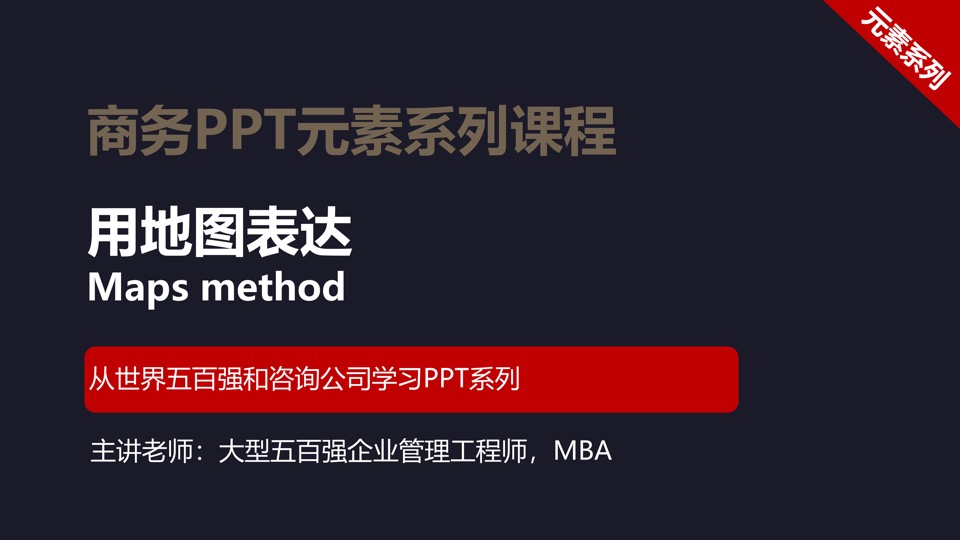 元素系列
商务PPT元素系列课程
用地图表达
Maps method
从世界五百强和咨询公司学习PPT系列
主讲老师：大型五百强企业管理工程师，MBA